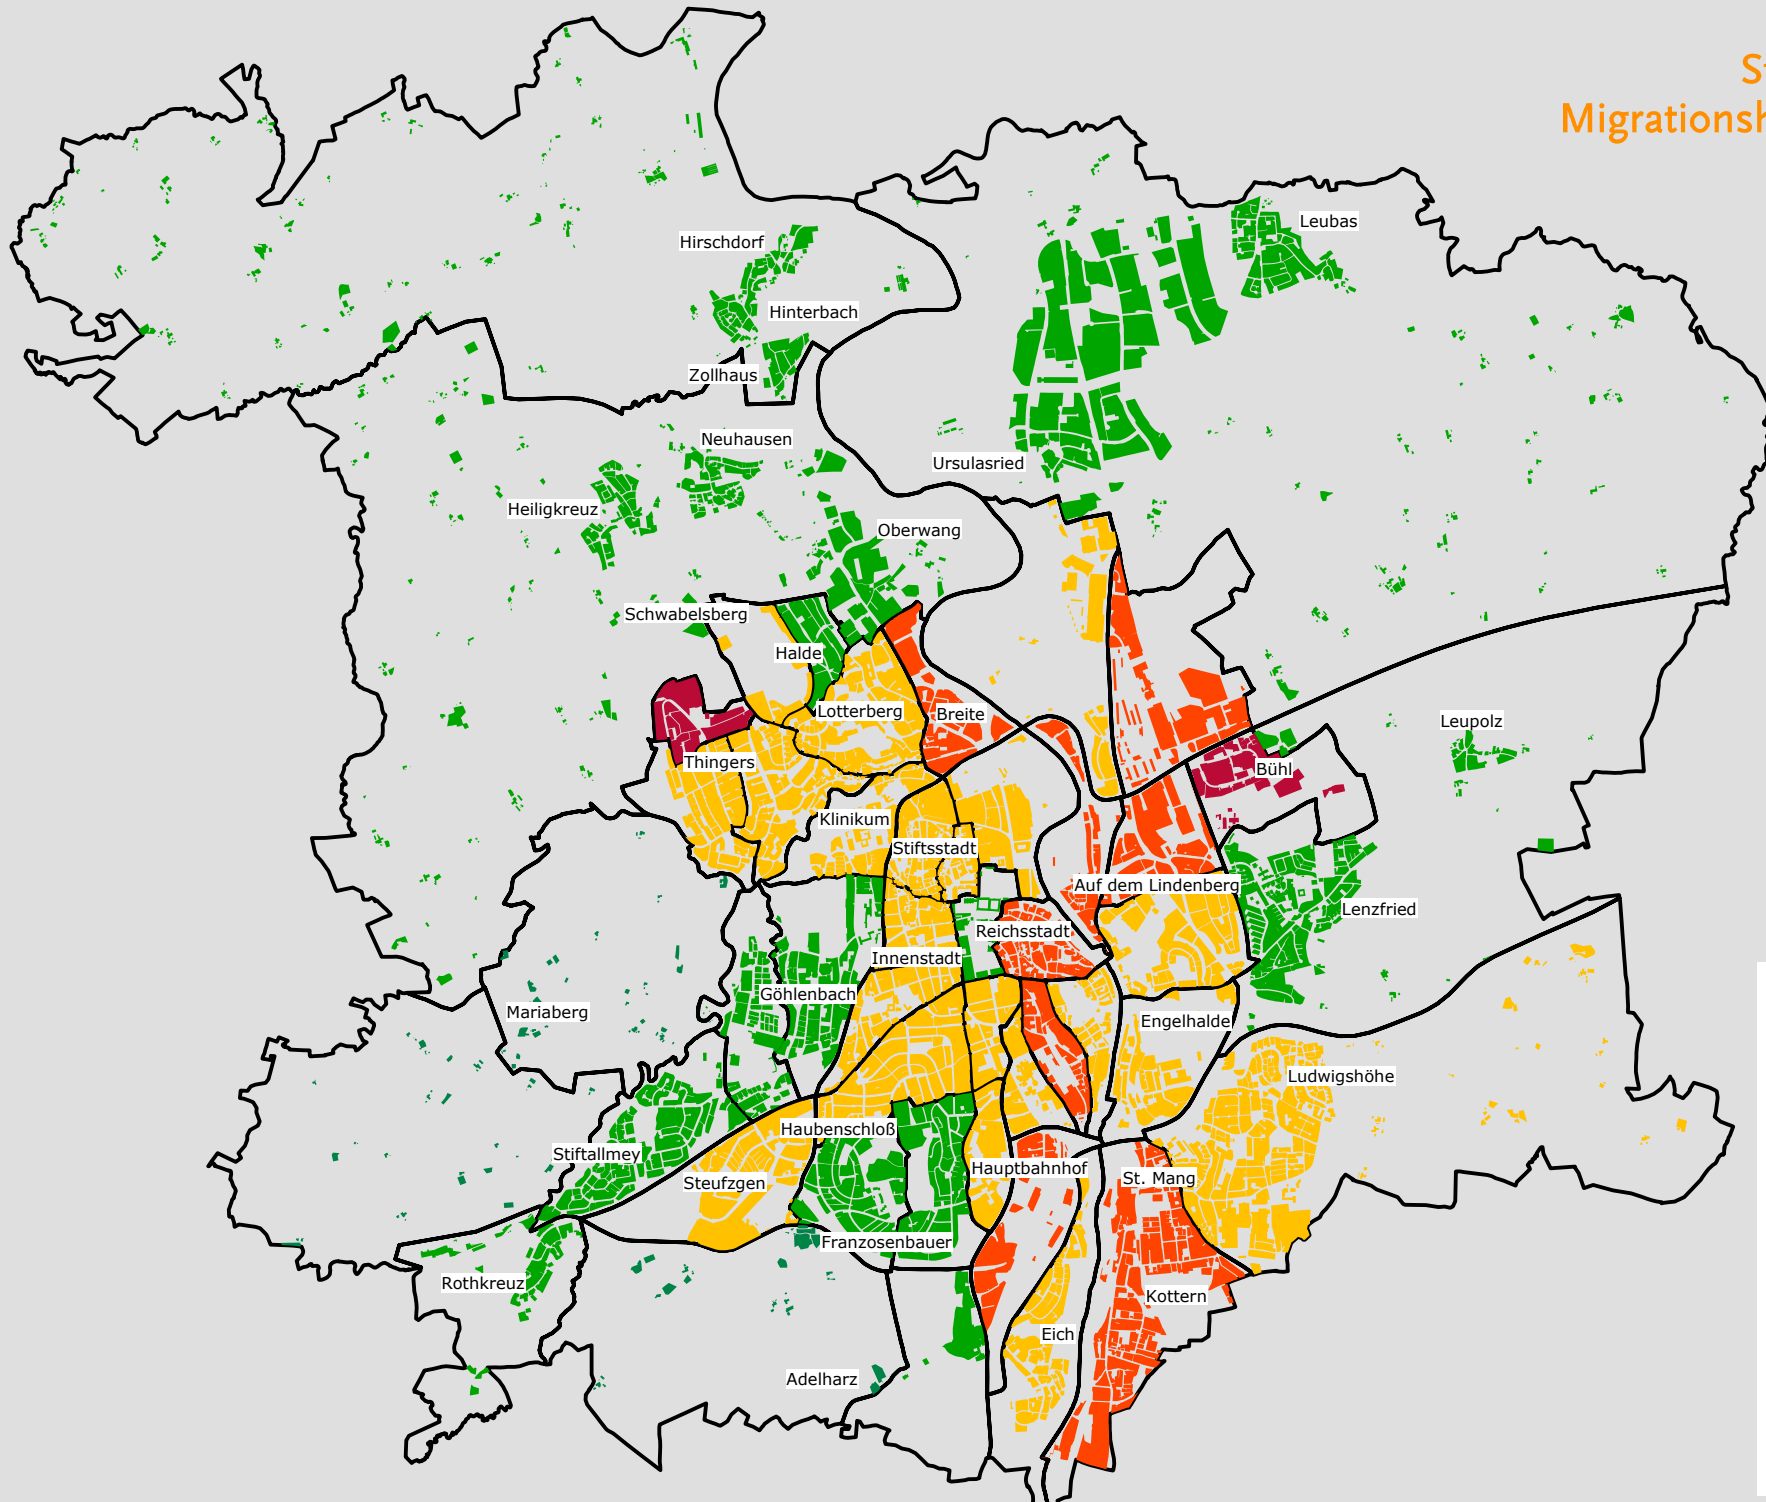 Leubas
Hirschdorf
Hinterbach
Zollhaus
Neuhausen
Ursulasried
Heiligkreuz
Oberwang
Schwabelsberg
Halde
Lotterberg
Breite
Leupolz
Thingers
Bühl
Klinikum
Stiftsstadt
Auf dem Lindenberg
Lenzfried
Reichsstadt
Innenstadt
Göhlenbach
Mariaberg
Engelhalde
Ludwigshöhe
Haubenschloß
Stiftallmey
Hauptbahnhof
St. Mang
Steufzgen
Franzosenbauer
Rothkreuz
Kottern
Eich
Adelharz